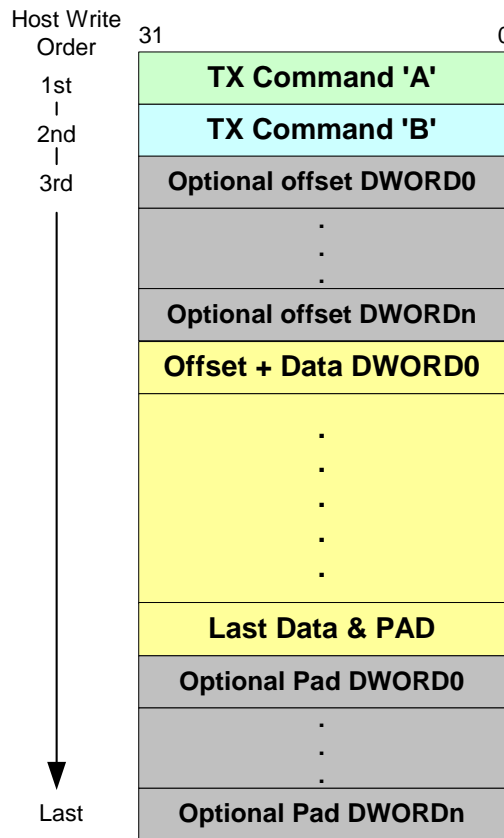 Host Write
Order
31
0
1st
TX Command 'A'
2nd
TX Command 'B'
3rd
Optional offset DWORD0
.
.
.
Optional offset DWORDn
Offset + Data DWORD0
.
.
.
.
.
Last Data & PAD
Optional Pad DWORD0
.
.
.
Last
Optional Pad DWORDn